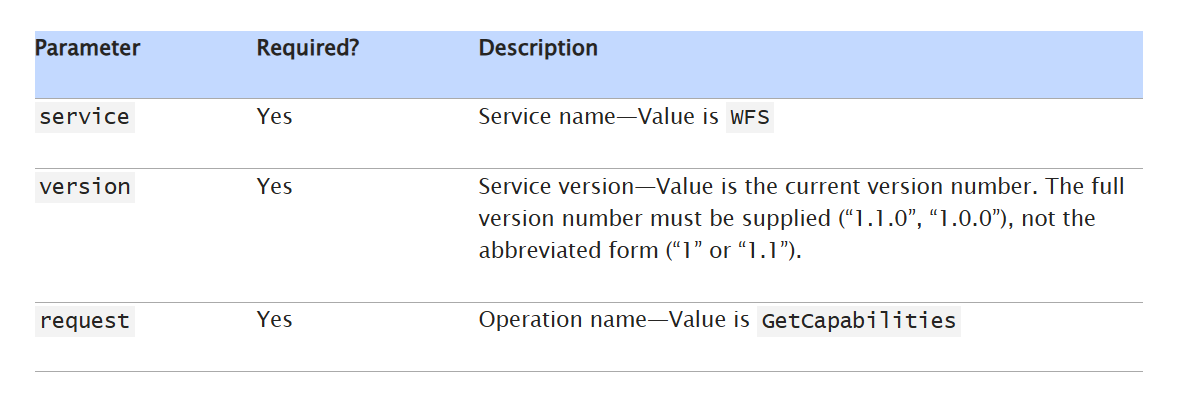 Parameter Required? Description
service Yes Service name—Value is WFS
version Yes Service version—Value is the current version number. The full
version number must be supplied (“1.1.0”, “1.0.0”), not the
abbreviated form (“1” or “1.1”).
request Yes Operation name—Value is GetCapabilities